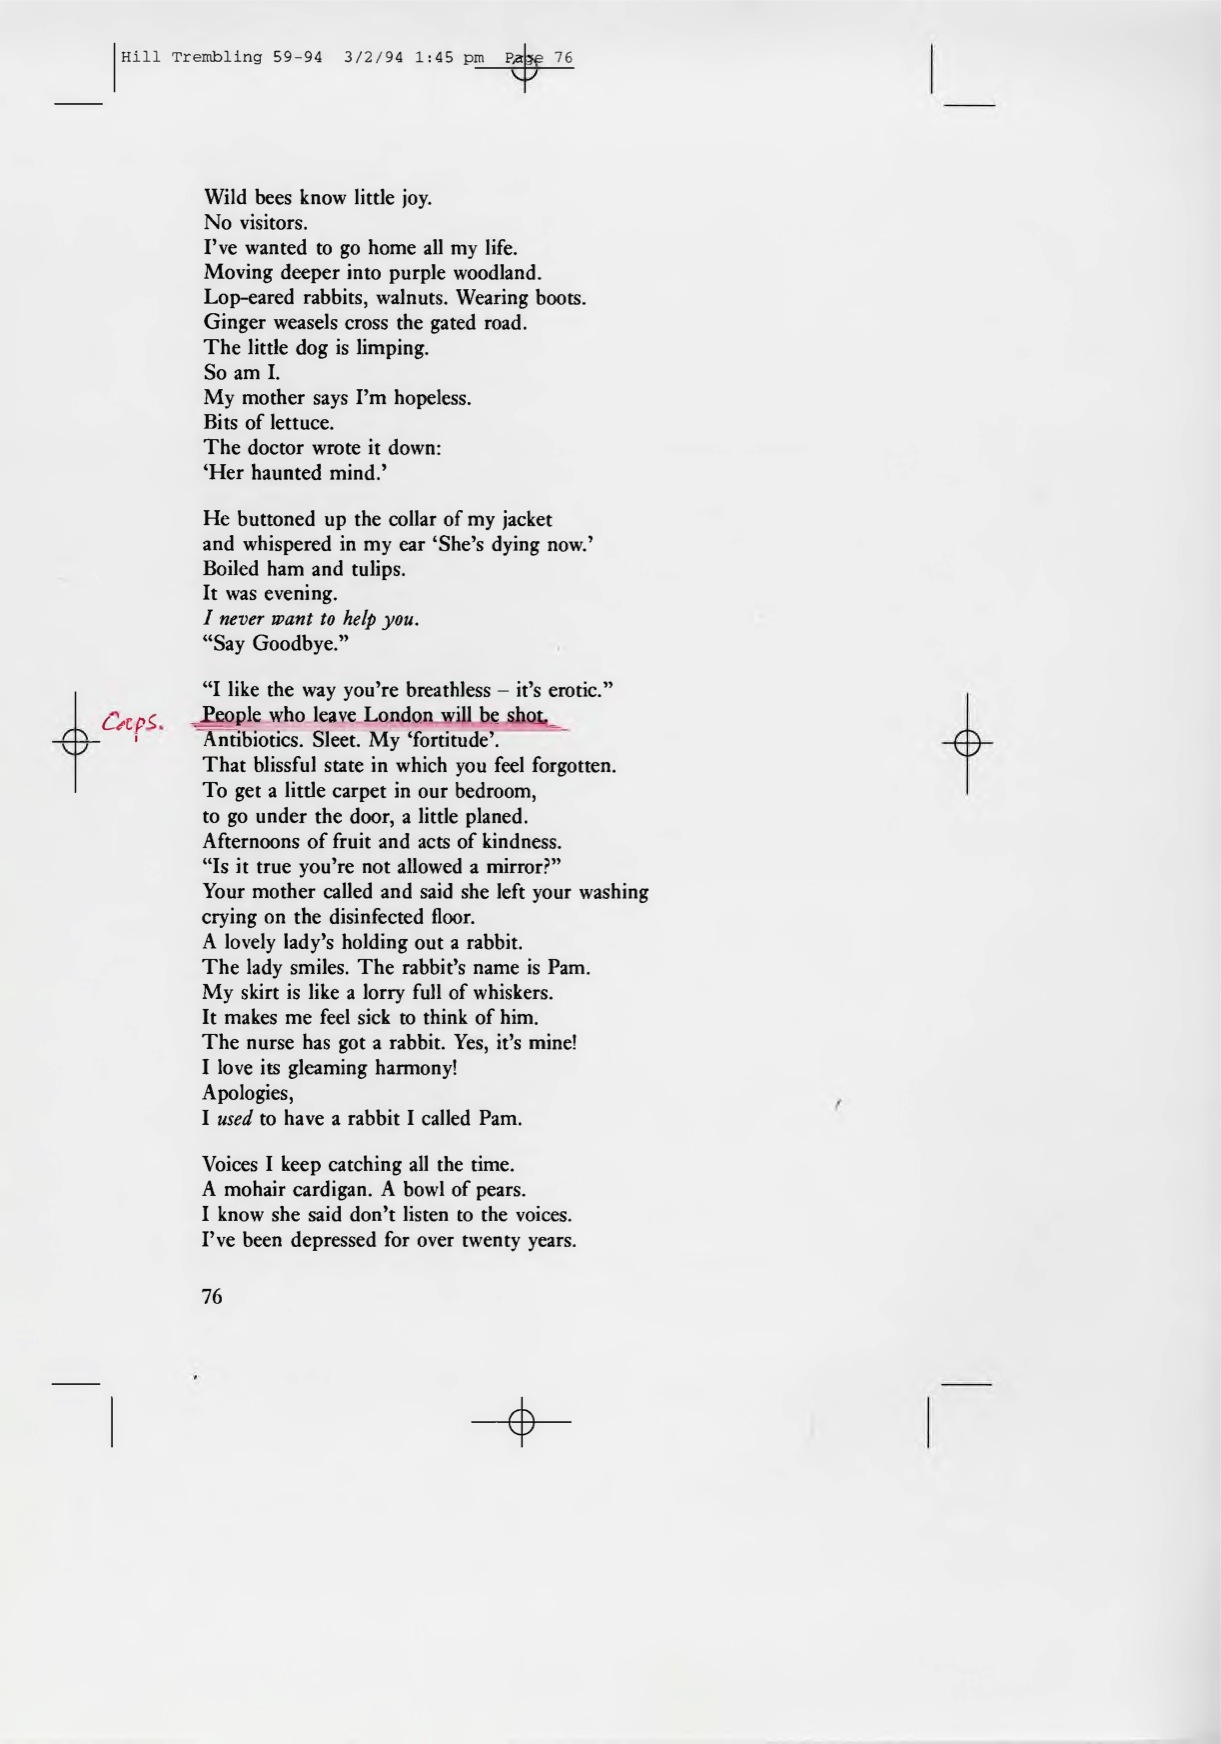 Hill Trembling 59-94 3/2/94 1:45 pm Page 76
Wild bees know little joy.
No visitors.
I've wanted to go home all my life.
Moving deeper into purple woodland.
Lop-eared rabbits, walnuts. Wearing boots.
Ginger weasels cross the gated road.
The little dog is limping.
So am I.
My mother says I'm hopeless.
Bits of lettuce.
The doctor wrote it down:
‘Her haunted mind.’
He buttoned up the collar of my jacket
and whispered in my ear ‘She's dying now.’
Boiled ham and tulips.
It was evening.
I never want to help you.
“Say Goodbye.”
“I like the way you're breathless – it's erotic.”
Caps.
People who leave London will be shot.
Antibiotics. Sleet. My ‘fortitude’.
That blissful state in which you feel forgotten.
To get a little carpet in our bedroom,
to go under the door, a little planed.
Afternoons of fruit and acts of kindness.
“Is it true you're not allowed a mirror?”
Your mother called and said she left your washing
crying on the disinfected floor.
A lovely lady's holding out a rabbit.
The lady smiles. The rabbit's name is Pam.
My skirt is like a lorry full of whiskers.
It makes me feel sick to think of him.
The nurse has got a rabbit. Yes, it's mine!
I love its gleaming harmony!
Apologies,
I used to have a rabbit I called Pam.
Voices I keep catching all the time.
A mohair cardigan. A bowl of pears.
I know she said don't listen to the voices.
I've been depressed for over twenty years.
76